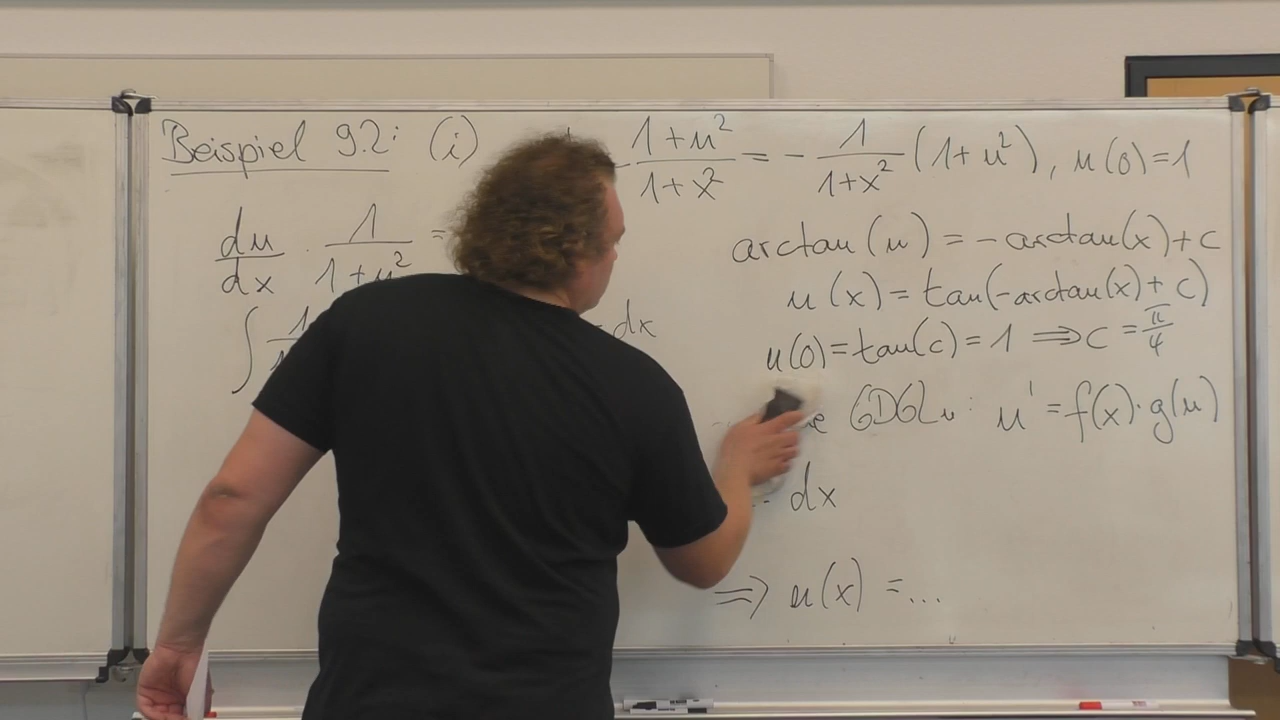 Beispiel 9.2: (i) - (1+u²)/(1+x²) = - 1/(1+x²) (1+u²), u(0)=1
du/dx · 1/(1+u²) =
∫ dx
arctan(u) = -arctan(x)+c
u(x) = tan(-arctan(x)+c)
u(0)=tan(c)=1 ⟹ c = π/4
GDGLn: u' = f(x)·g(u)
dx
⟹ u(x) = ...